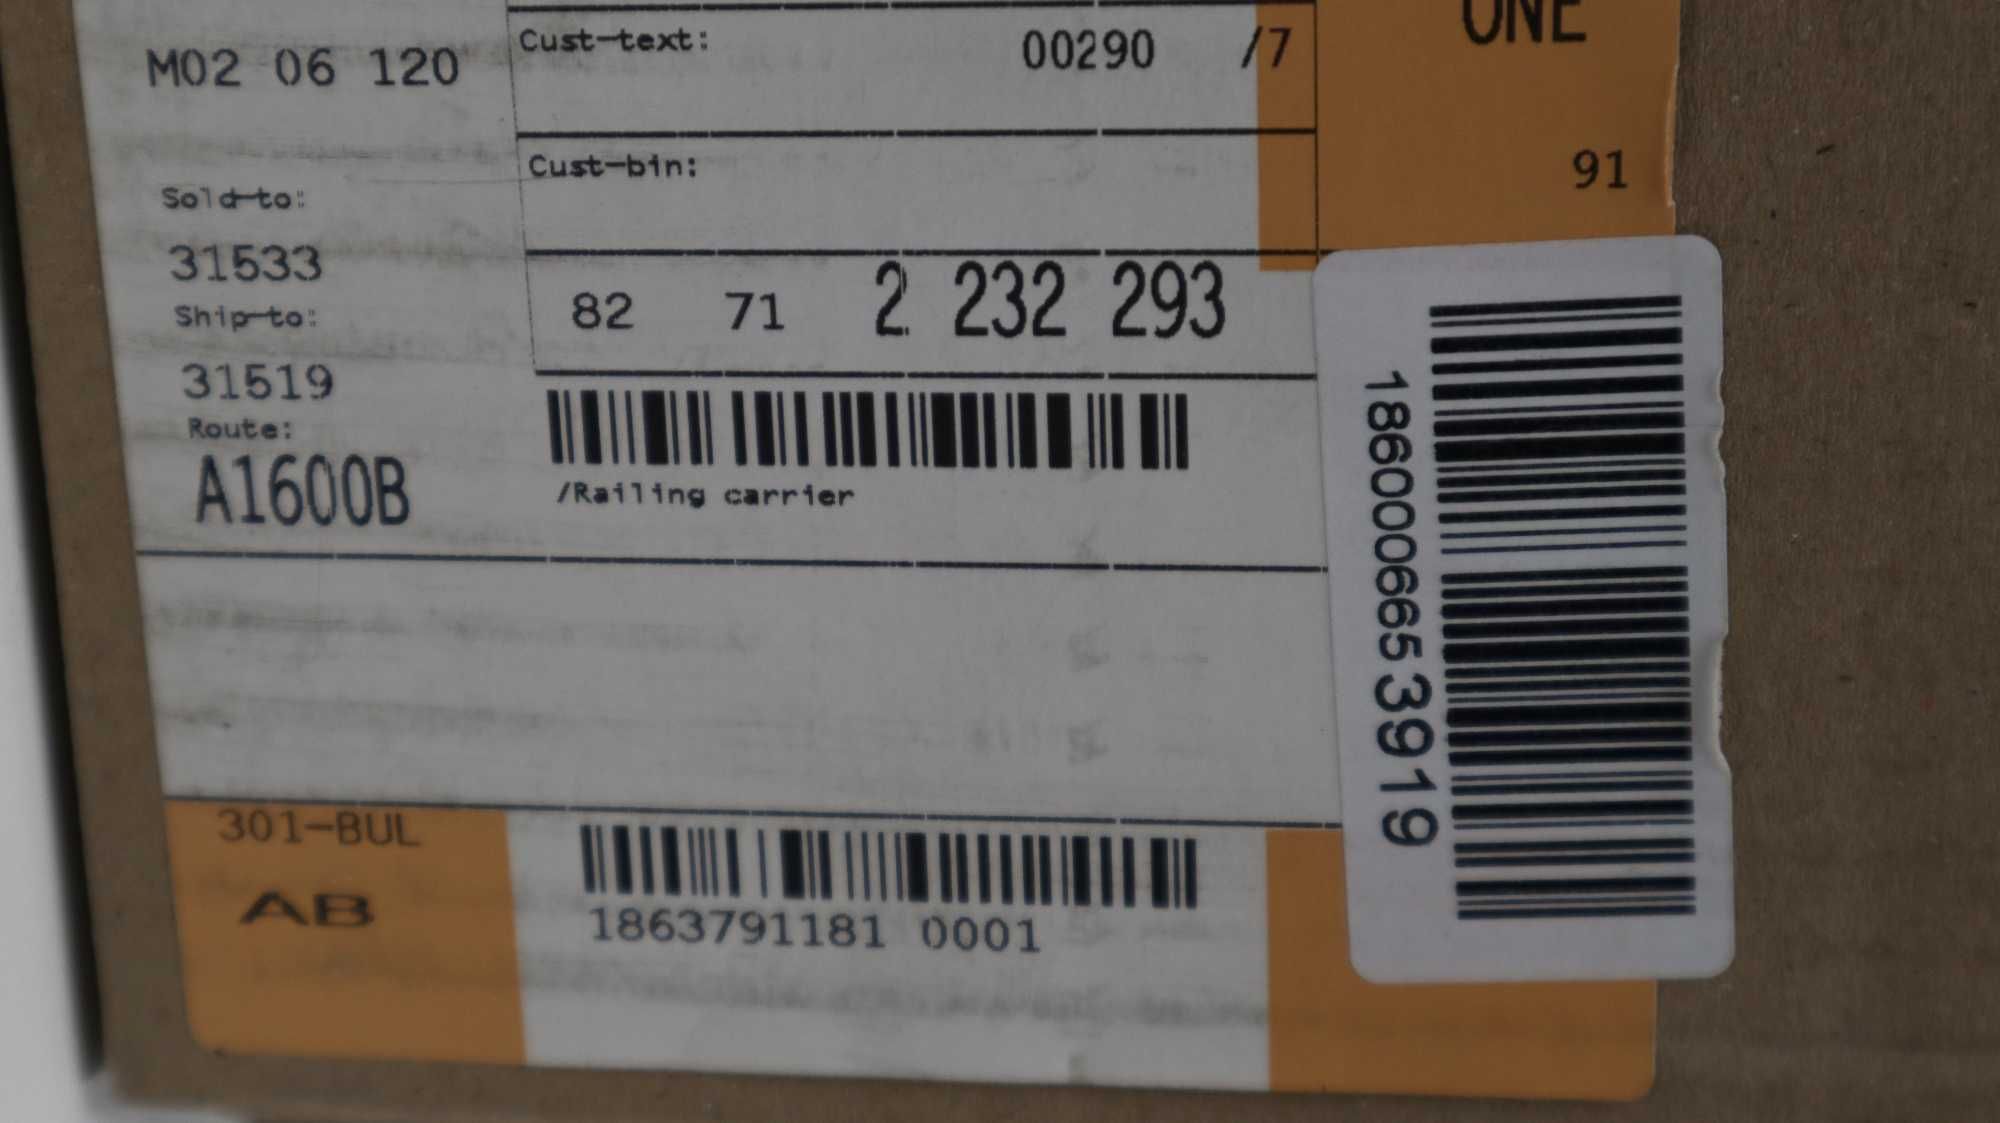 ONE
M02 06 120
Cust-text: 00290 /7
91
Cust-bin:
Sold-to:
31533
82 71 2 232 293
Ship-to:
31519
Route:
A1600B
/Railing carrier
1860006653919
301-BUL
AB
1863791181 0001